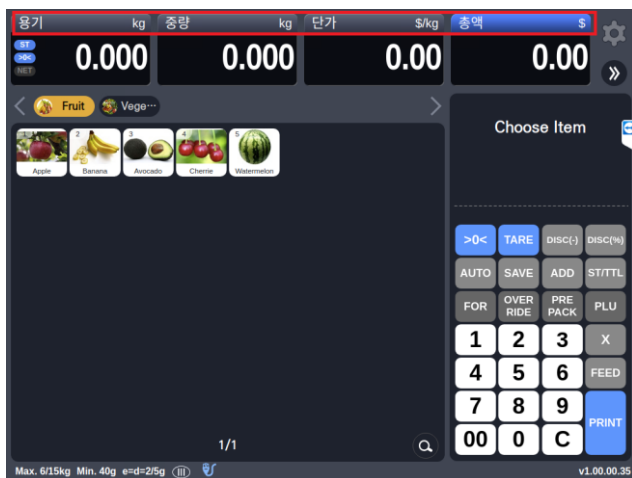 용기 kg 중량 kg 단가 $/kg 총액 $
ST
>0<
NET
0.000 0.000 0.00 0.00
Fruit Vege···
1 2 3 4 5
Apple Banana Avocado Cherrie Watermelon
Choose Item
>0< TARE DISC(-) DISC(%)
AUTO SAVE ADD ST/TTL
FOR OVER RIDE PRE PACK PLU
1 2 3 X
4 5 6 FEED
7 8 9 PRINT
00 0 C
1/1
Max. 6/15kg Min. 40g e=d=2/5g III v1.00.00.35